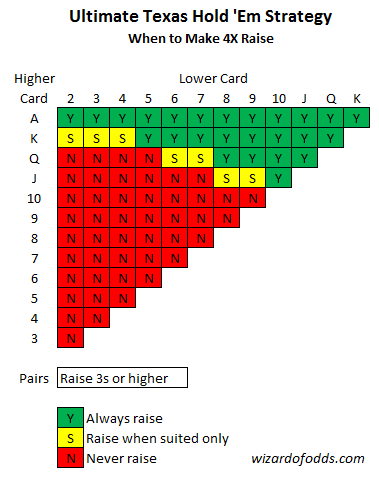 Ultimate Texas Hold 'Em Strategy
When to Make 4X Raise
Higher Lower Card
Card 2 3 4 5 6 7 8 9 10 J Q K
A Y Y Y Y Y Y Y Y Y Y Y Y
K S S S Y Y Y Y Y Y Y Y
Q N N N N S S Y Y Y Y
J N N N N N N S S Y
10 N N N N N N N N
9 N N N N N N N
8 N N N N N N
7 N N N N N
6 N N N N
5 N N N
4 N N
3 N
Pairs Raise 3s or higher
Y Always raise
S Raise when suited only
N Never raise wizardofodds.com